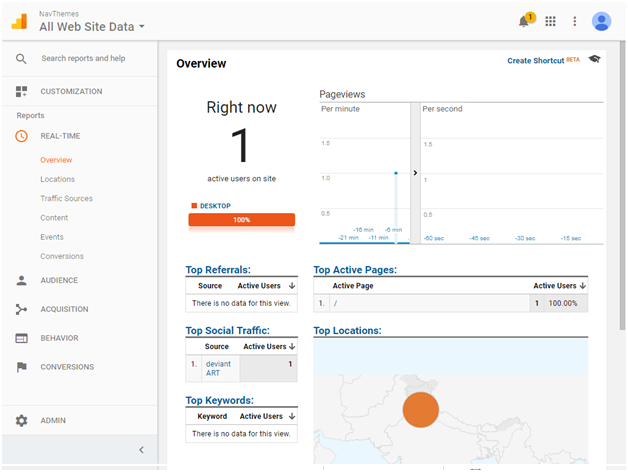 NavThemes
All Web Site Data
1
Search reports and help
CUSTOMIZATION
Reports
REAL-TIME
Overview
Locations
Traffic Sources
Content
Events
Conversions
AUDIENCE
ACQUISITION
BEHAVIOR
CONVERSIONS
ADMIN
Overview
Create Shortcut BETA
Right now
1
active users on site
DESKTOP
100%
Pageviews
Per minute
Per second
1.5
1.0
0.5
1.5
1
0.5
-16 min -6 min
-21 min -11 min
-60 sec -45 sec -30 sec -15 sec
Top Referrals:
Source Active Users
There is no data for this view.
Top Active Pages:
Active Page Active Users
1. / 1 100.00%
Top Social Traffic:
Source Active Users
1. deviant 1
ART
Top Keywords:
Keyword Active Users
There is no data for this view.
Top Locations: